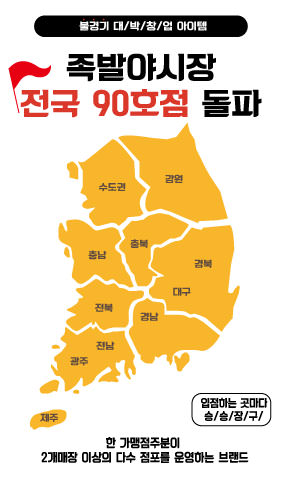 불경기 대/박/창/업 아이템
족발야시장
전국 90호점 돌파
수도권
강원
충북
충남
경북
대구
전북
경남
전남
광주
입점하는 곳마다
승/승/장/구/
제주
한 가맹점주분이
2개매장 이상의 다수 점포를 운영하는 브랜드